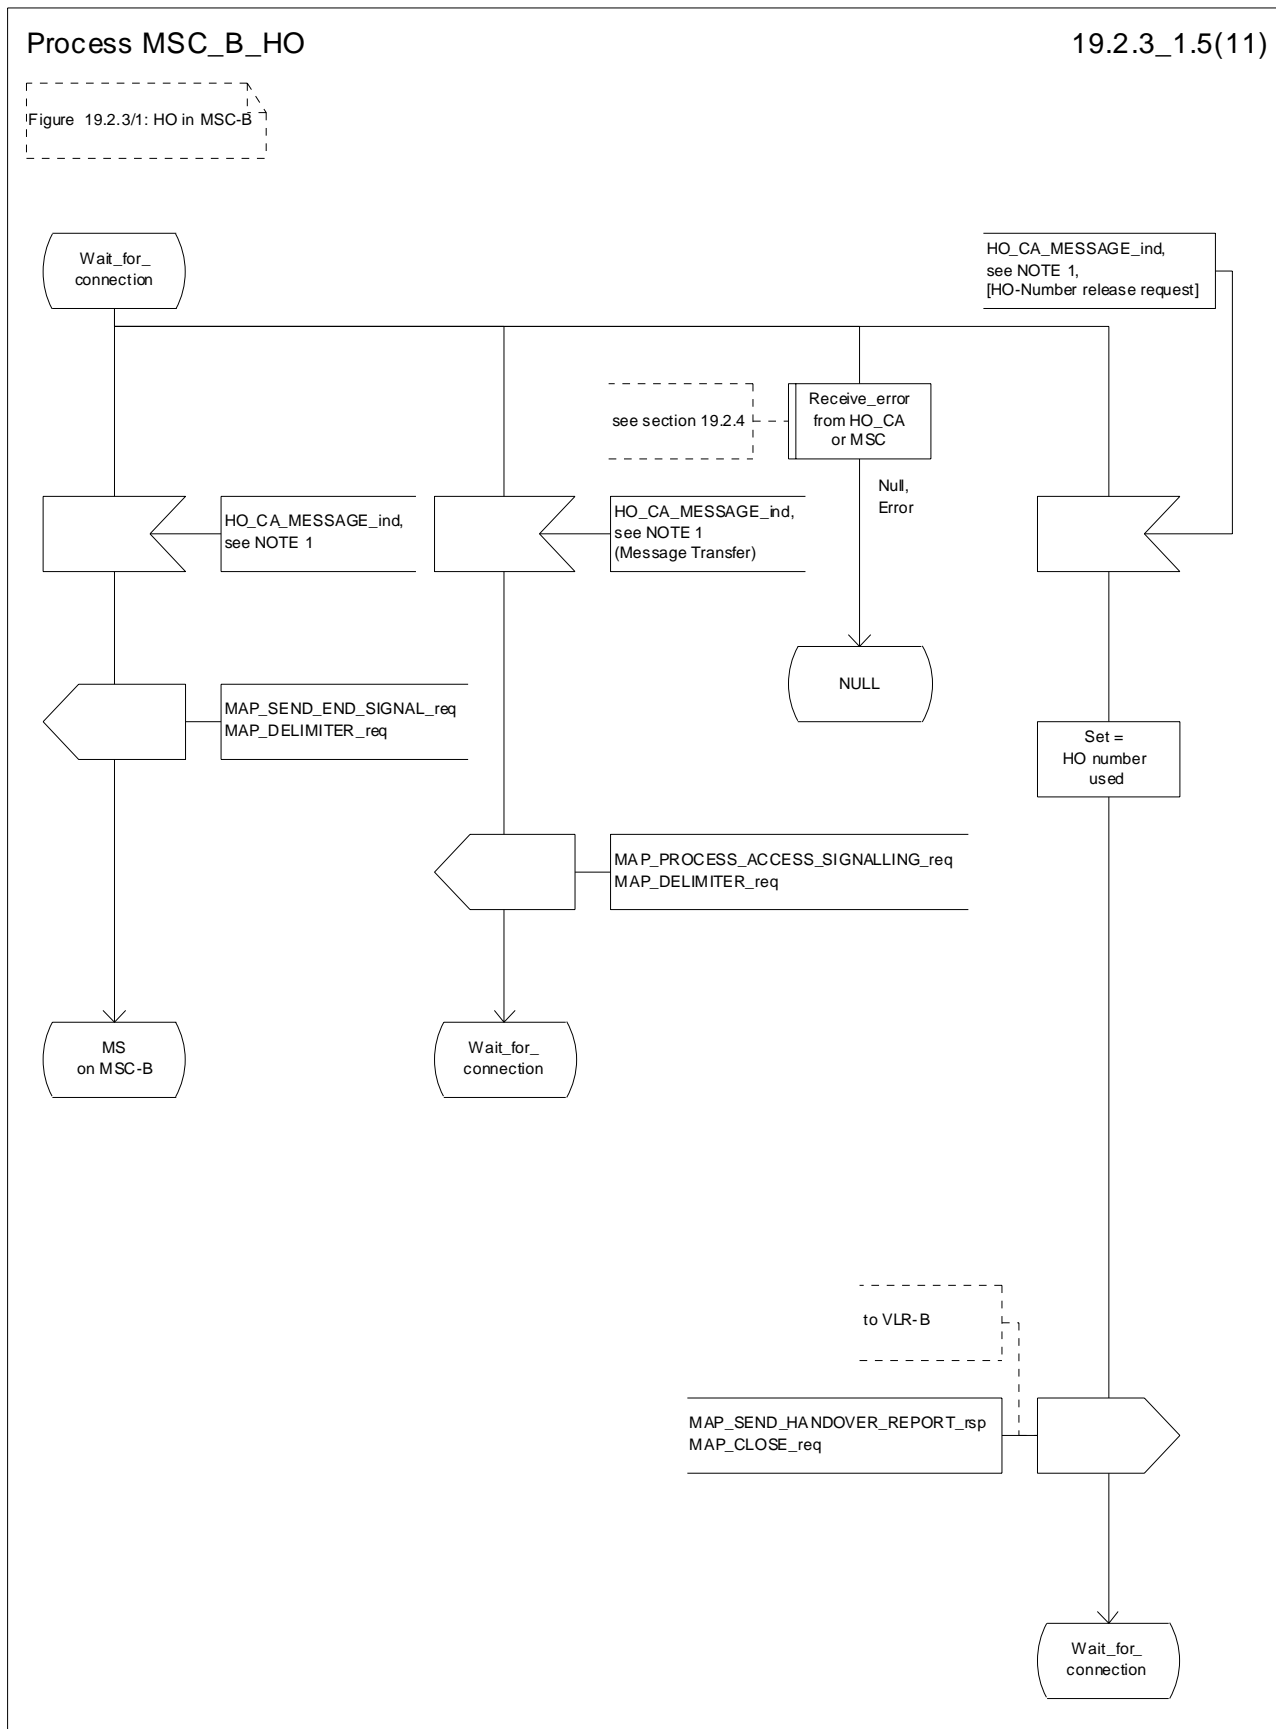 Process MSC_B_HO
19.2.3_1.5(11)
Figure 19.2.3/1: HO in MSC-B
Wait_for_
connection
HO_CA_MESSAGE_ind,
see NOTE 1,
[HO-Number release request]
see section 19.2.4
Receive_error
from HO_CA
or MSC
Null,
Error
HO_CA_MESSAGE_ind,
see NOTE 1
HO_CA_MESSAGE_ind,
see NOTE 1
(Message Transfer)
NULL
MAP_SEND_END_SIGNAL_req
MAP_DELIMITER_req
Set =
HO number
used
MAP_PROCESS_ACCESS_SIGNALLING_req
MAP_DELIMITER_req
MS
on MSC-B
Wait_for_
connection
to VLR-B
MAP_SEND_HANDOVER_REPORT_rsp
MAP_CLOSE_req
Wait_for_
connection